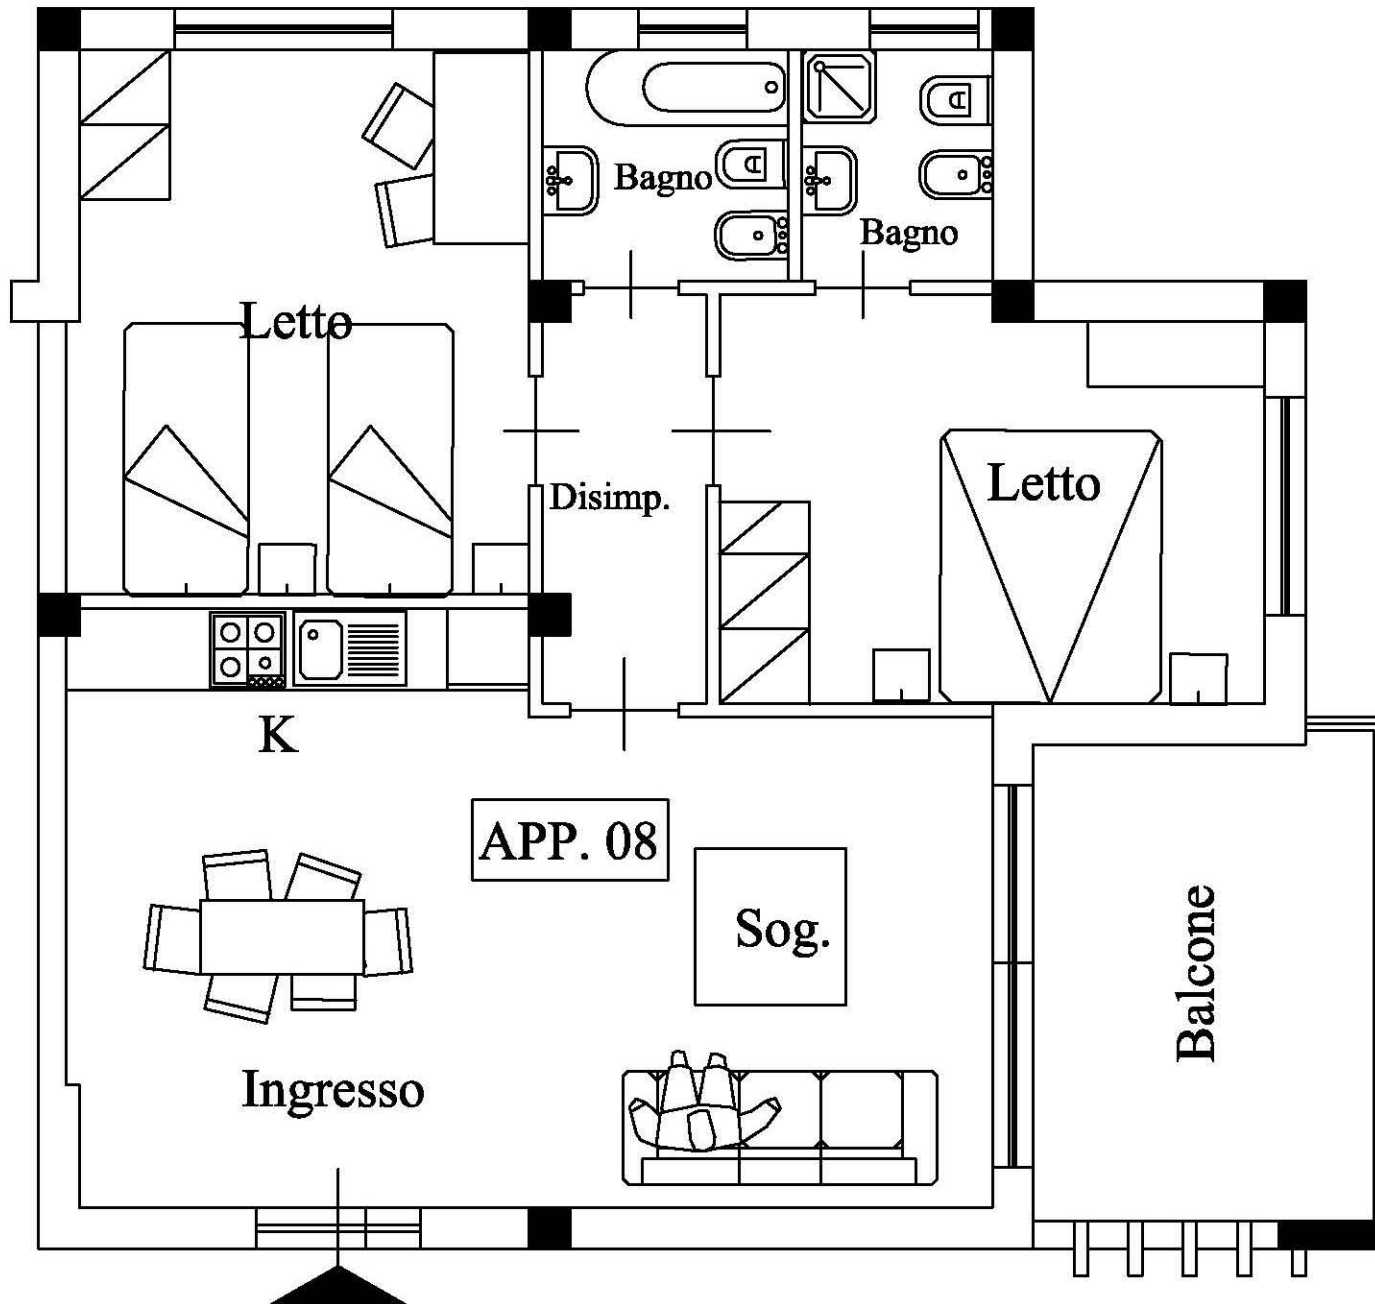 Bagno
Bagno
Letto
Letto
Disimp.
K
APP. 08
Sog.
Balcone
Ingresso